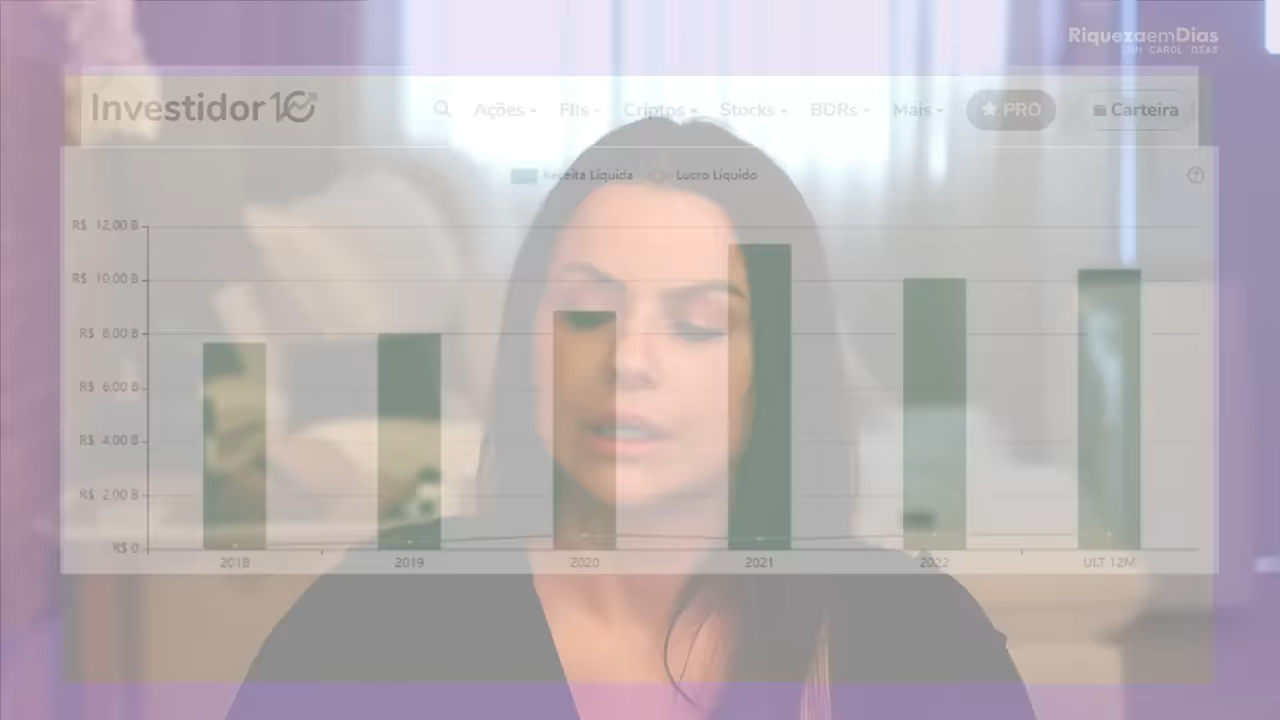 RiquezaemDias
COM CAROL DIAS
Investidor10
Ações
FIIs
Criptos
Stocks
BDRs
Mais
PRO
Carteira
Receita Líquida
Lucro Líquido
R$ 12,00 B
R$ 10,00 B
R$ 8,00 B
R$ 6,00 B
R$ 4,00 B
R$ 2,00 B
R$ 0
2018
2019
2020
2021
2022
ÚLT 12M